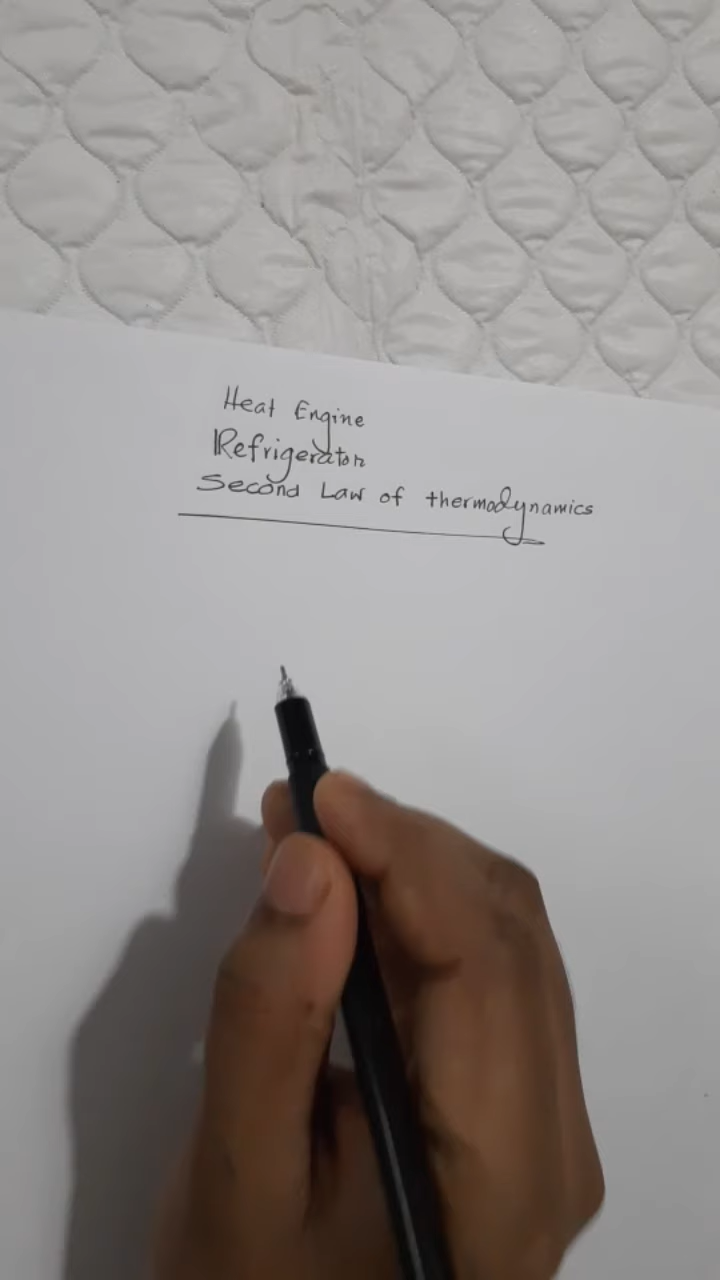 Heat Engine
Refrigerator
Second Law of thermodynamics